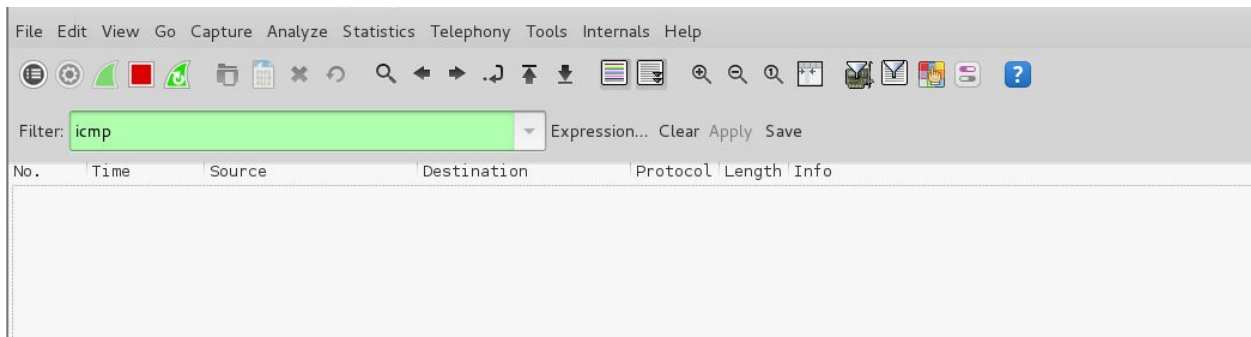 File Edit View Go Capture Analyze Statistics Telephony Tools Internals Help
Filter: icmp Expression... Clear Apply Save
No. Time Source Destination Protocol Length Info